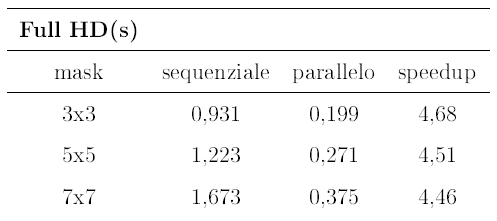 Full HD(s)
mask sequenziale parallelo speedup
3x3 0,931 0,199 4,68
5x5 1,223 0,271 4,51
7x7 1,673 0,375 4,46